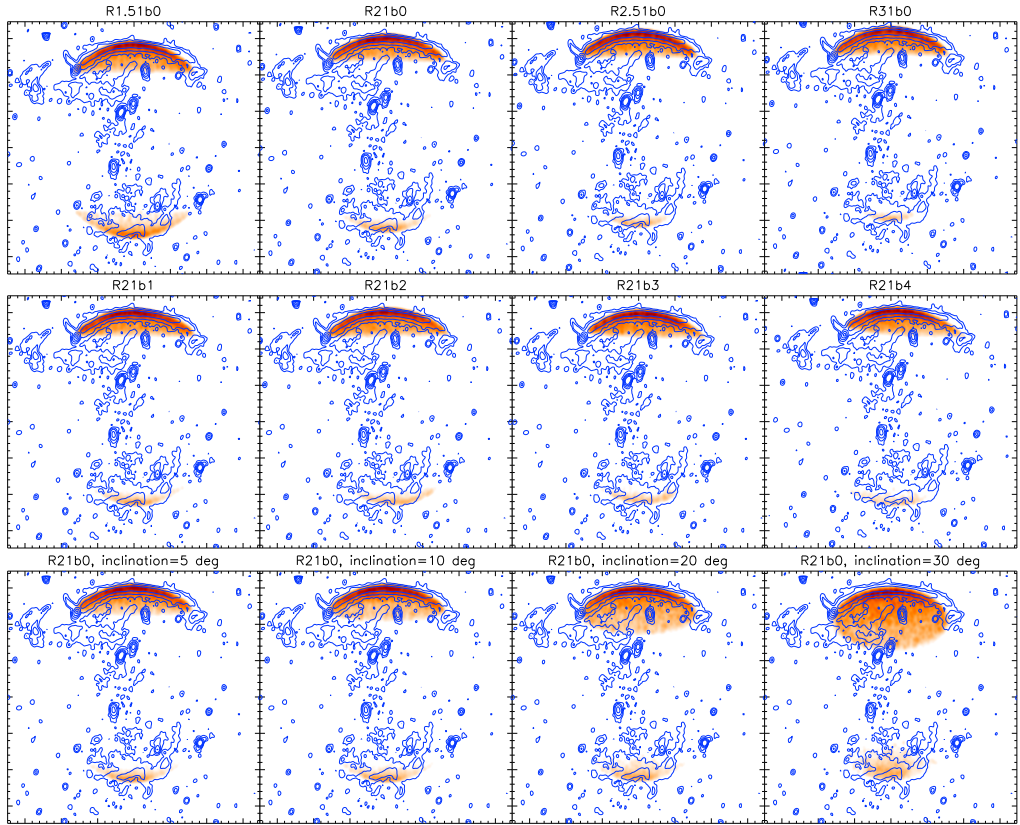 R1.51b0
R21b0
R2.51b0
R31b0
R21b1
R21b2
R21b3
R21b4
R21b0, inclination=5 deg
R21b0, inclination=10 deg
R21b0, inclination=20 deg
R21b0, inclination=30 deg